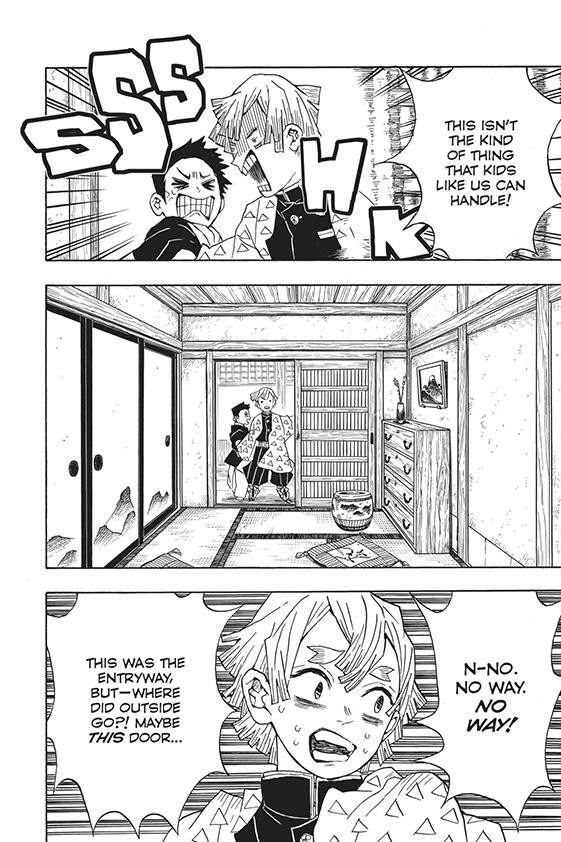 THIS ISN'T
THE KIND
OF THING
THAT KIDS
LIKE US CAN
HANDLE!
SSSHK
N-NO.
NO WAY.
NO
WAY!
THIS WAS THE
ENTRYWAY,
BUT—WHERE
DID OUTSIDE
GO?! MAYBE
THIS DOOR...